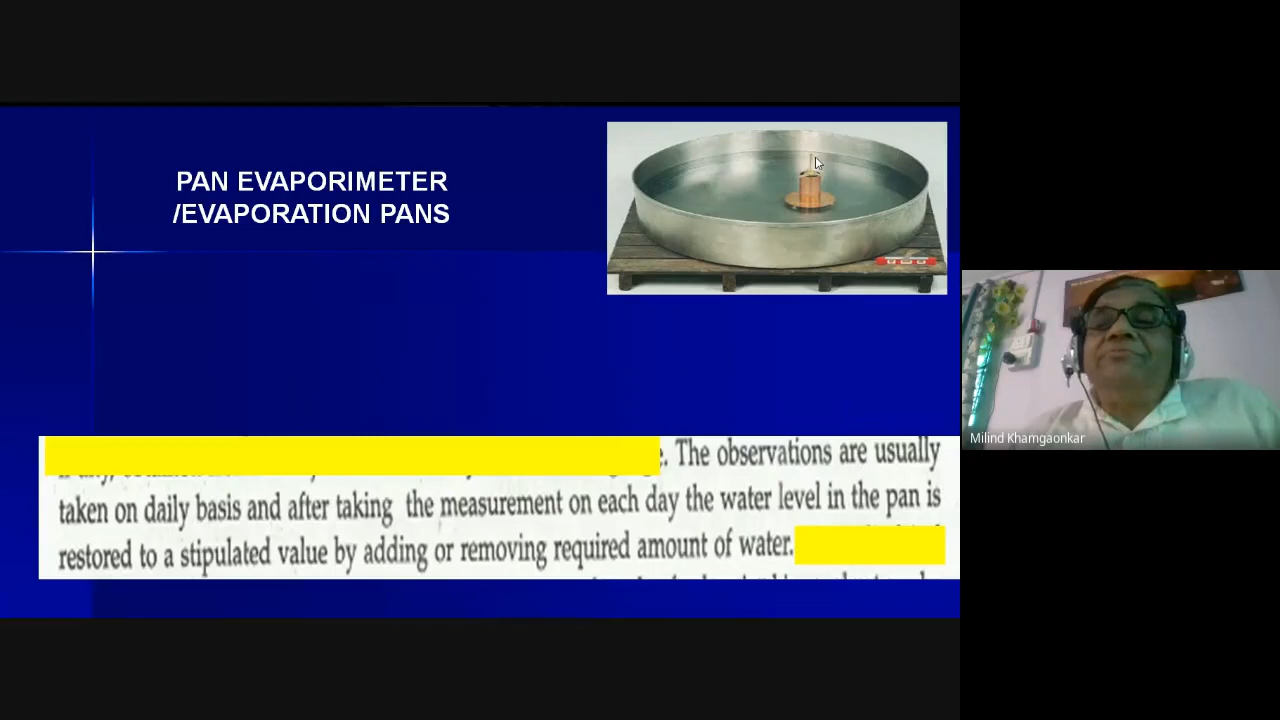 PAN EVAPORIMETER
/EVAPORATION PANS
e. The observations are usually
taken on daily basis and after taking the measurement on each day the water level in the pan is
restored to a stipulated value by adding or removing required amount of water.
Milind Khamgaonkar